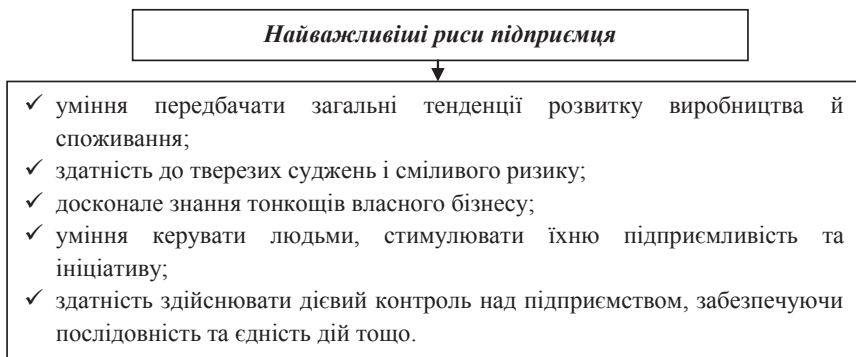 Найважливіші риси підприємця
✓ уміння передбачати загальні тенденції розвитку виробництва й
споживання;
✓ здатність до тверезих суджень і сміливого ризику;
✓ досконале знання тонкощів власного бізнесу;
✓ уміння керувати людьми, стимулювати їхню підприємливість та
ініціативу;
✓ здатність здійснювати дієвий контроль над підприємством, забезпечуючи
послідовність та єдність дій тощо.